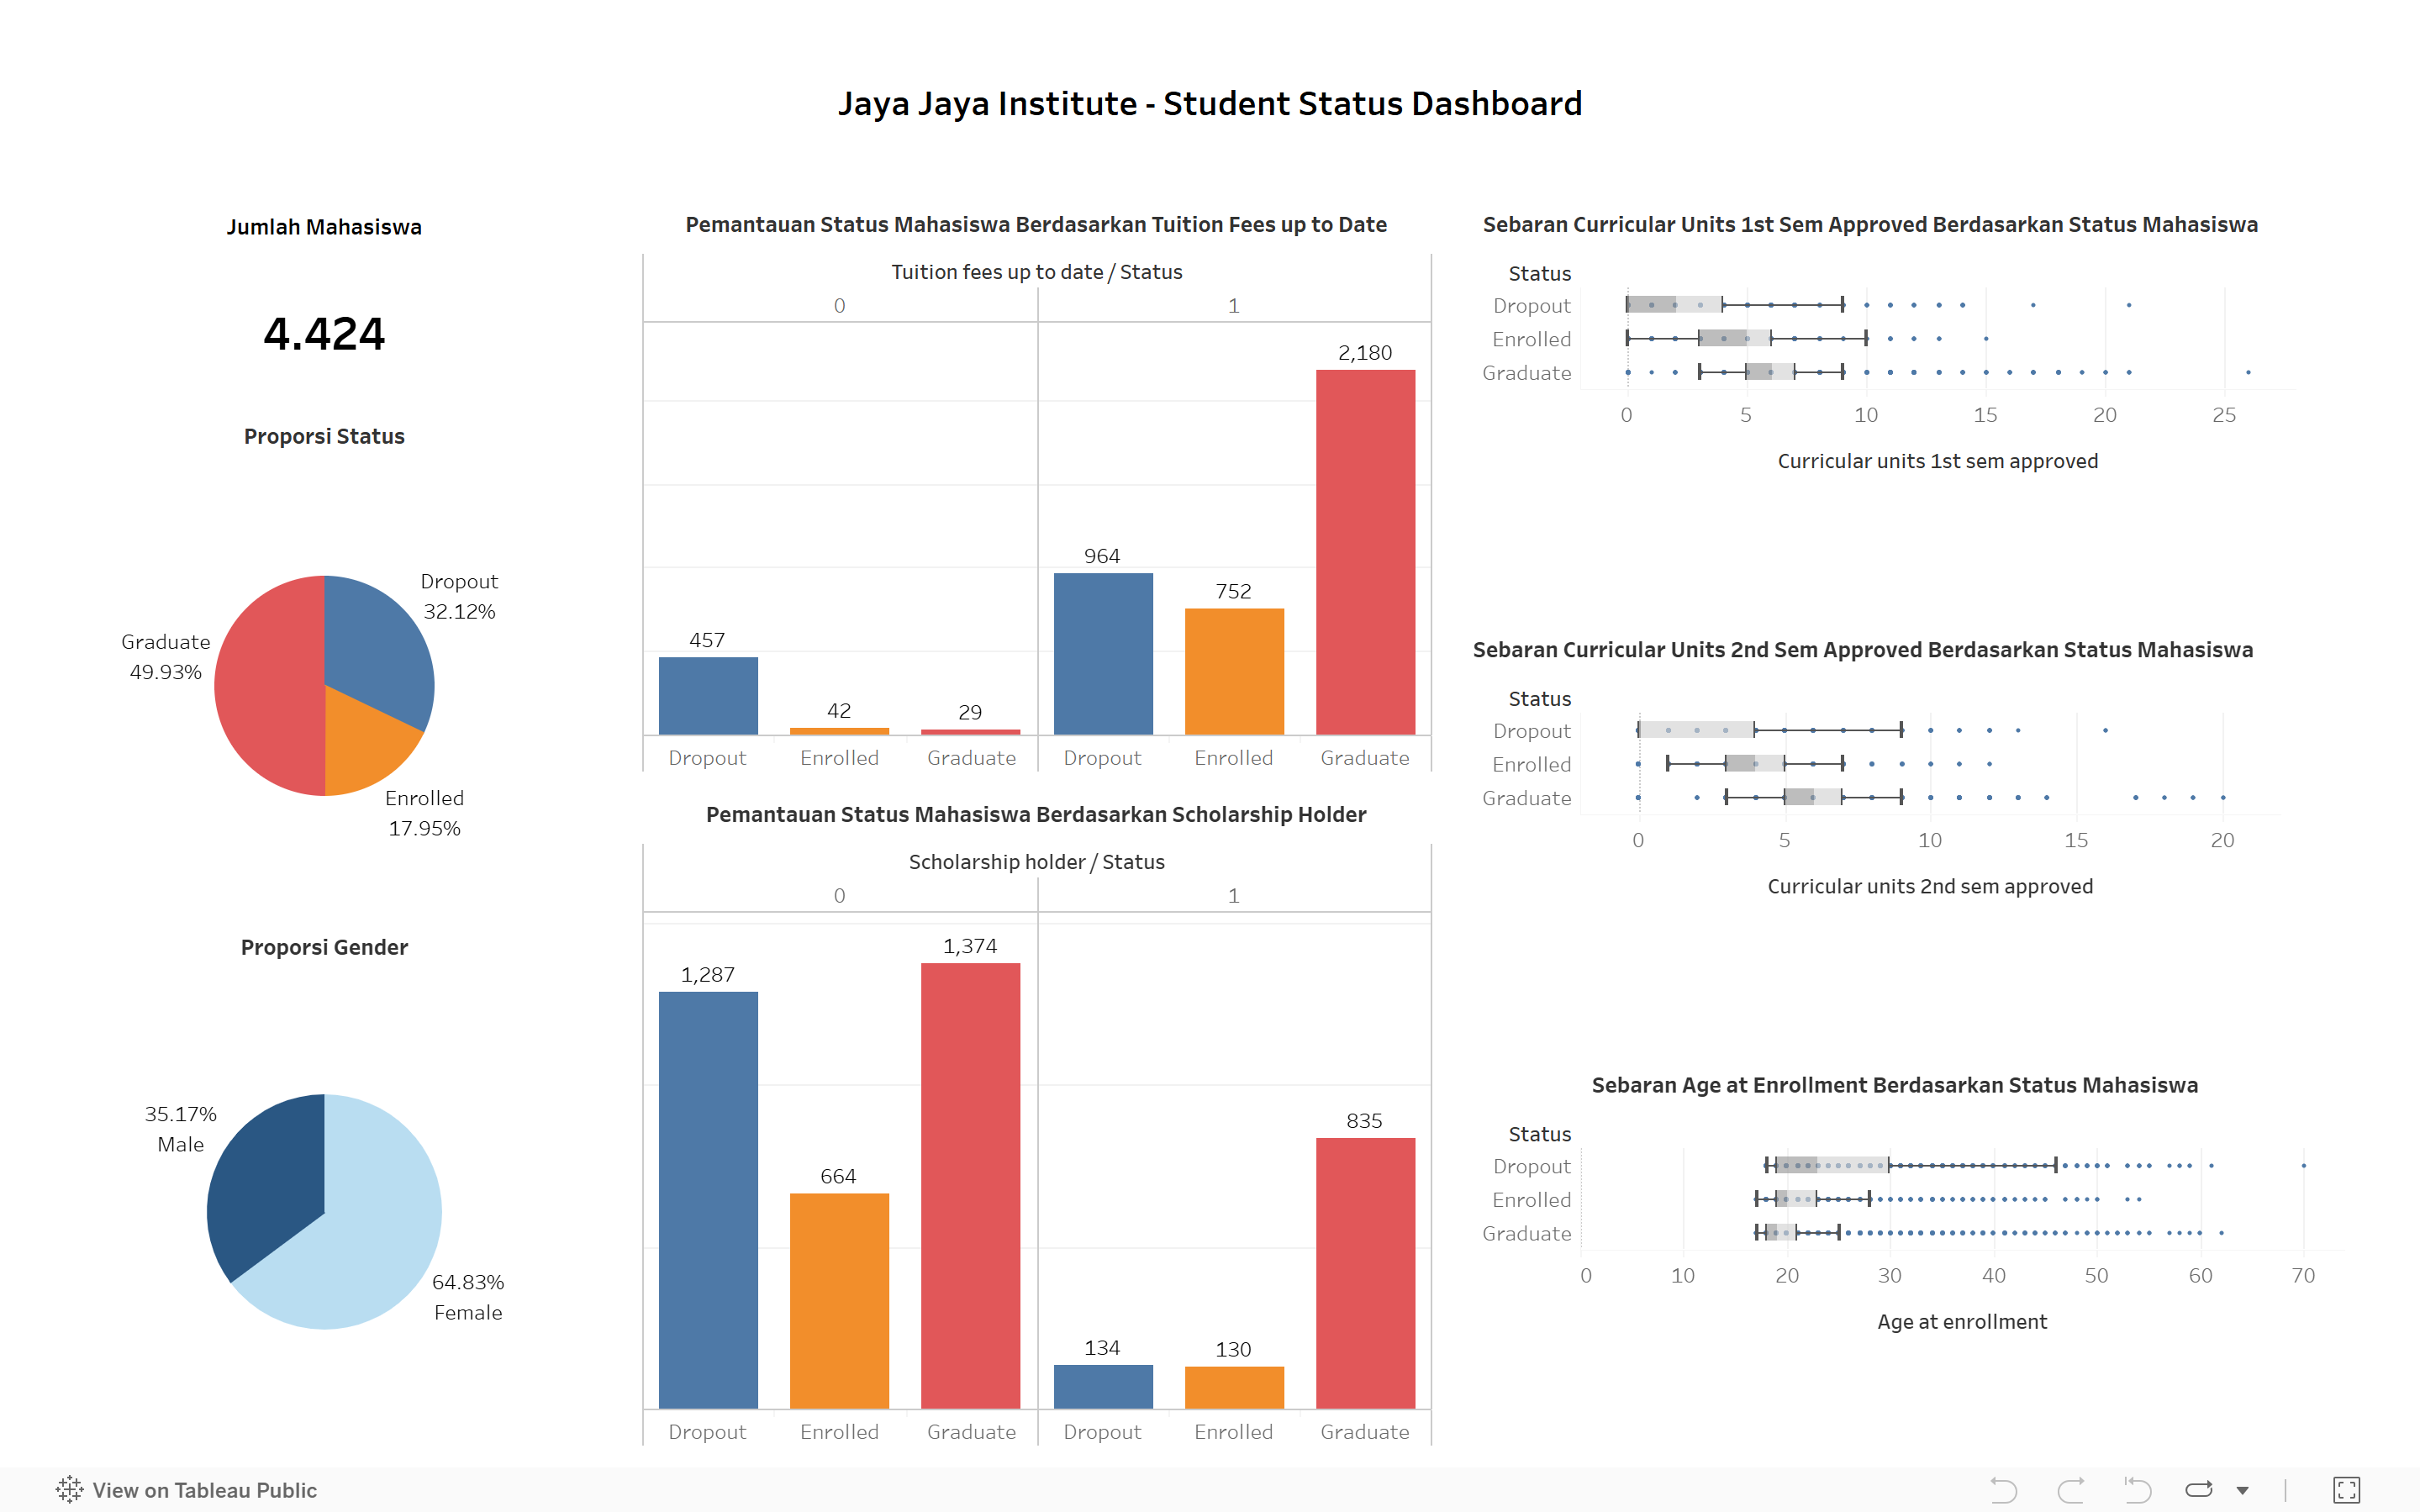 Jaya Jaya Institute - Student Status Dashboard
Jumlah Mahasiswa
4.424
Proporsi Status
Dropout
32.12%
Graduate
49.93%
Enrolled
17.95%
Proporsi Gender
35.17%
Male
64.83%
Female
Pemantauan Status Mahasiswa Berdasarkan Tuition Fees up to Date
Tuition fees up to date / Status
0 1
457 42 29 964 752 2,180
Dropout Enrolled Graduate Dropout Enrolled Graduate
Pemantauan Status Mahasiswa Berdasarkan Scholarship Holder
Scholarship holder / Status
0 1
1,287 664 1,374 134 130 835
Dropout Enrolled Graduate Dropout Enrolled Graduate
Sebaran Curricular Units 1st Sem Approved Berdasarkan Status Mahasiswa
Status
Dropout
Enrolled
Graduate
0 5 10 15 20 25
Curricular units 1st sem approved
Sebaran Curricular Units 2nd Sem Approved Berdasarkan Status Mahasiswa
Status
Dropout
Enrolled
Graduate
0 5 10 15 20
Curricular units 2nd sem approved
Sebaran Age at Enrollment Berdasarkan Status Mahasiswa
Status
Dropout
Enrolled
Graduate
0 10 20 30 40 50 60 70
Age at enrollment
View on Tableau Public